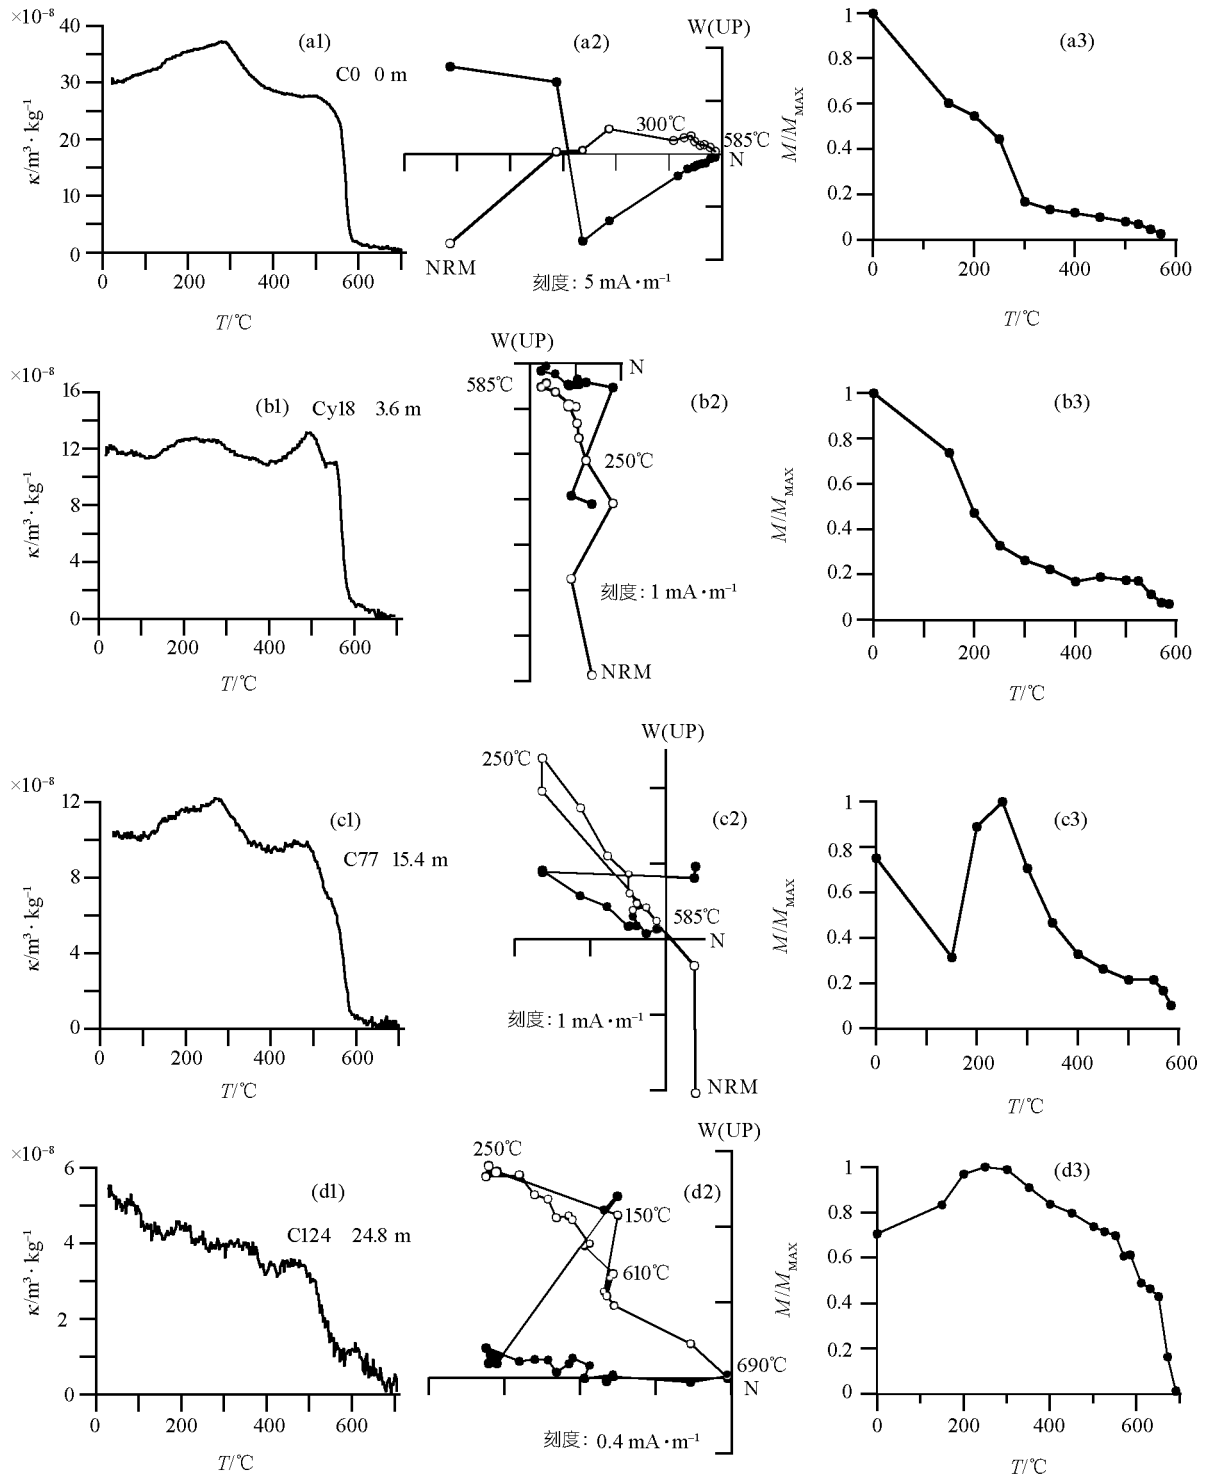 ×10⁻⁸
40
30
20
10
0
κ/m³·kg⁻¹
(a1)
C0 0 m
0 200 400 600
T/℃
W(UP)
(a2)
300℃
585℃
N
NRM
刻度: 5 mA·m⁻¹
(a3)
1
0.8
0.6
0.4
0.2
0
M/M_MAX
0 200 400 600
T/℃
×10⁻⁸
16
12
8
4
0
κ/m³·kg⁻¹
(b1) Cy18 3.6 m
0 200 400 600
T/℃
W(UP)
N
585℃
(b2)
250℃
刻度: 1 mA·m⁻¹
NRM
(b3)
1
0.8
0.6
0.4
0.2
0
M/M_MAX
0 200 400 600
T/℃
×10⁻⁸
12
8
4
0
κ/m³·kg⁻¹
(c1)
C77 15.4 m
0 200 400 600
T/℃
W(UP)
250℃
(c2)
585℃
N
刻度: 1 mA·m⁻¹
NRM
(c3)
1
0.8
0.6
0.4
0.2
0
M/M_MAX
0 200 400 600
T/℃
×10⁻⁸
6
4
2
0
κ/m³·kg⁻¹
(d1)
C124 24.8 m
0 200 400 600
T/℃
W(UP)
250℃
(d2)
150℃
610℃
690℃
N
刻度: 0.4 mA·m⁻¹
(d3)
1
0.8
0.6
0.4
0.2
0
M/M_MAX
0 200 400 600
T/℃